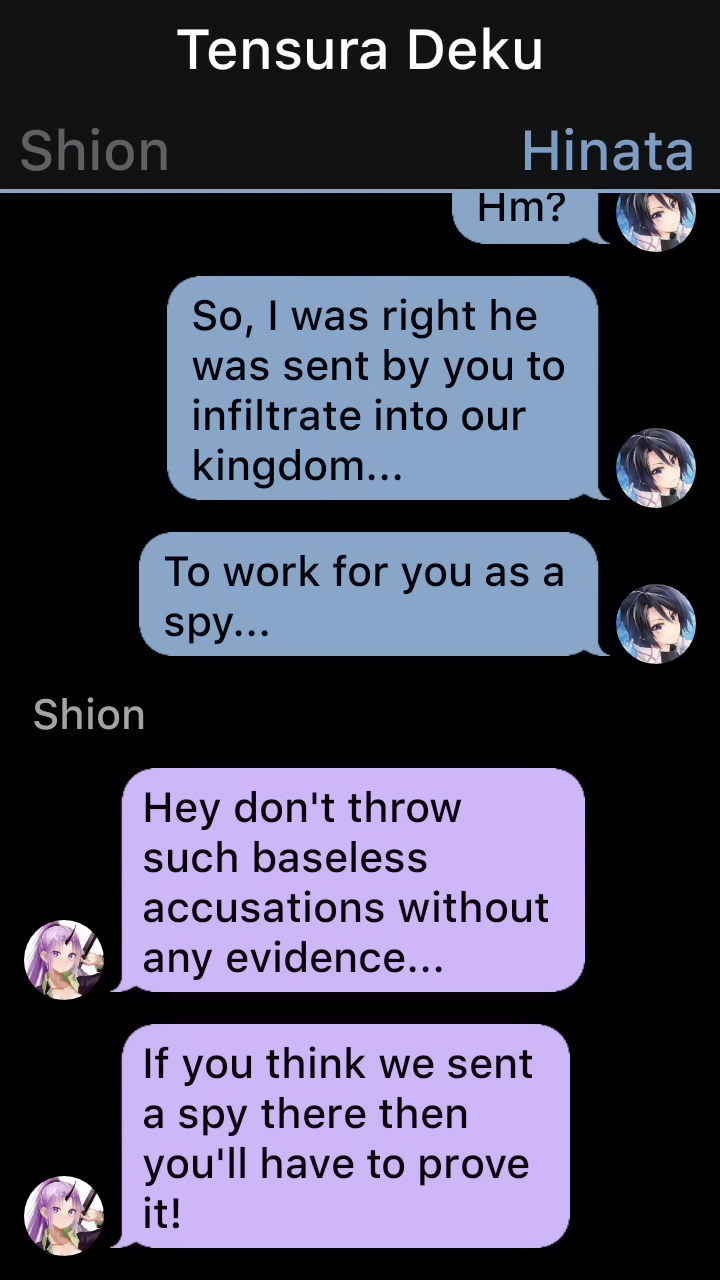 Tensura Deku
Shion
Hinata
Hm?
So, I was right he
was sent by you to
infiltrate into our
kingdom...
To work for you as a
spy...
Shion
Hey don't throw
such baseless
accusations without
any evidence...
If you think we sent
a spy there then
you'll have to prove
it!